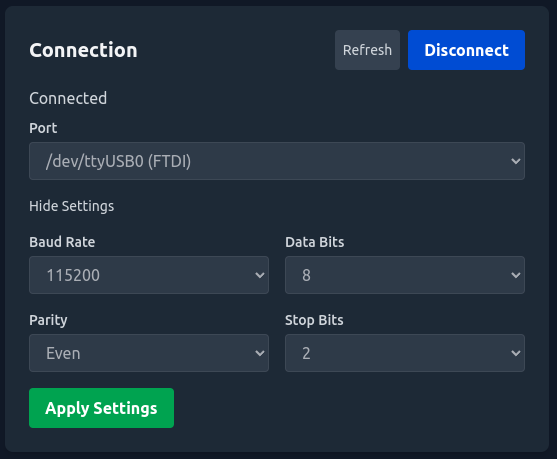 Connection
Refresh
Disconnect
Connected
Port
/dev/ttyUSB0 (FTDI)
Hide Settings
Baud Rate
Data Bits
115200
8
Parity
Stop Bits
Even
2
Apply Settings